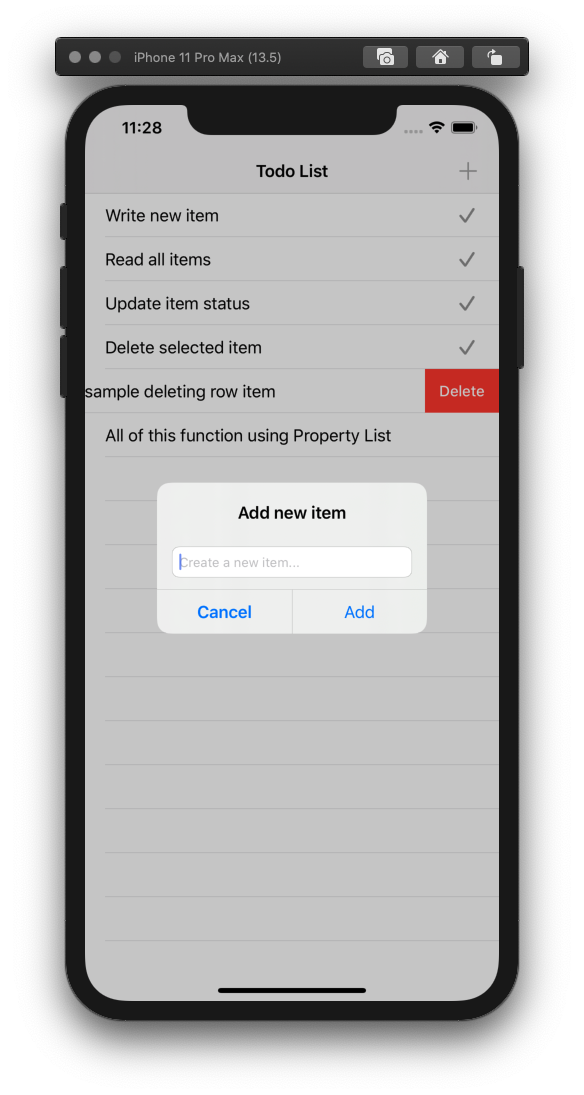 iPhone 11 Pro Max (13.5)
11:28
Todo List
Write new item
Read all items
Update item status
Delete selected item
sample deleting row item Delete
All of this function using Property List
Add new item
Create a new item...
Cancel Add